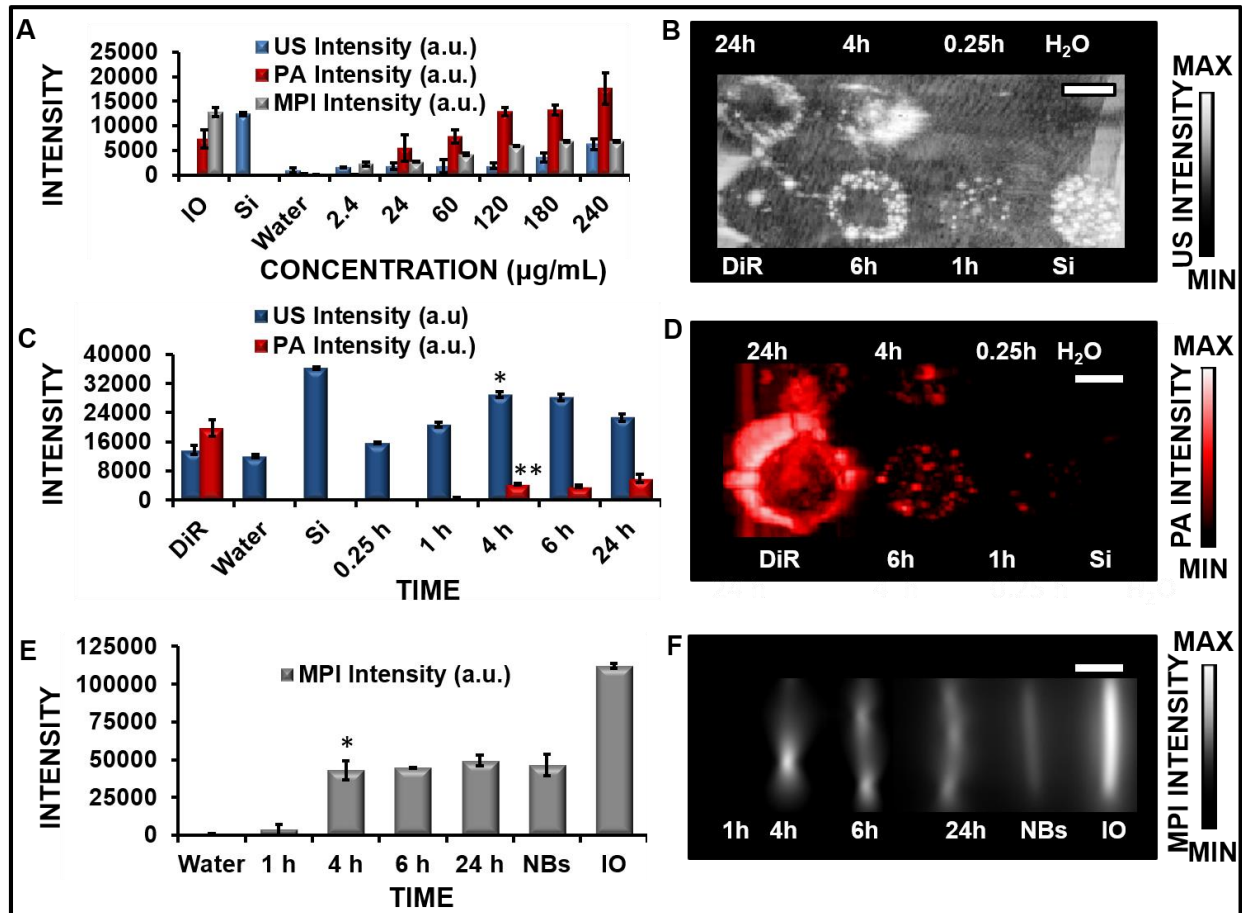 A
US Intensity (a.u.)
PA Intensity (a.u.)
MPI Intensity (a.u.)
INTENSITY
25000
20000
15000
10000
5000
0
IO Si Water 2.4 24 60 120 180 240
CONCENTRATION (µg/mL)
B
24h 4h 0.25h H₂O
DiR 6h 1h Si
MAX
US INTENSITY
MIN
C
US Intensity (a.u)
PA Intensity (a.u.)
INTENSITY
40000
32000
24000
16000
8000
0
*
**
DiR Water Si 0.25 h 1 h 4 h 6 h 24 h
TIME
D
24h 4h 0.25h H₂O
DiR 6h 1h Si
MAX
PA INTENSITY
MIN
24 h 4 h 0.25 h H₂O
E
MPI Intensity (a.u.)
INTENSITY
125000
100000
75000
50000
25000
0
*
Water 1 h 4 h 6 h 24 h NBs IO
TIME
F
1h 4h 6h 24h NBs IO
MAX
MPI INTENSITY
MIN